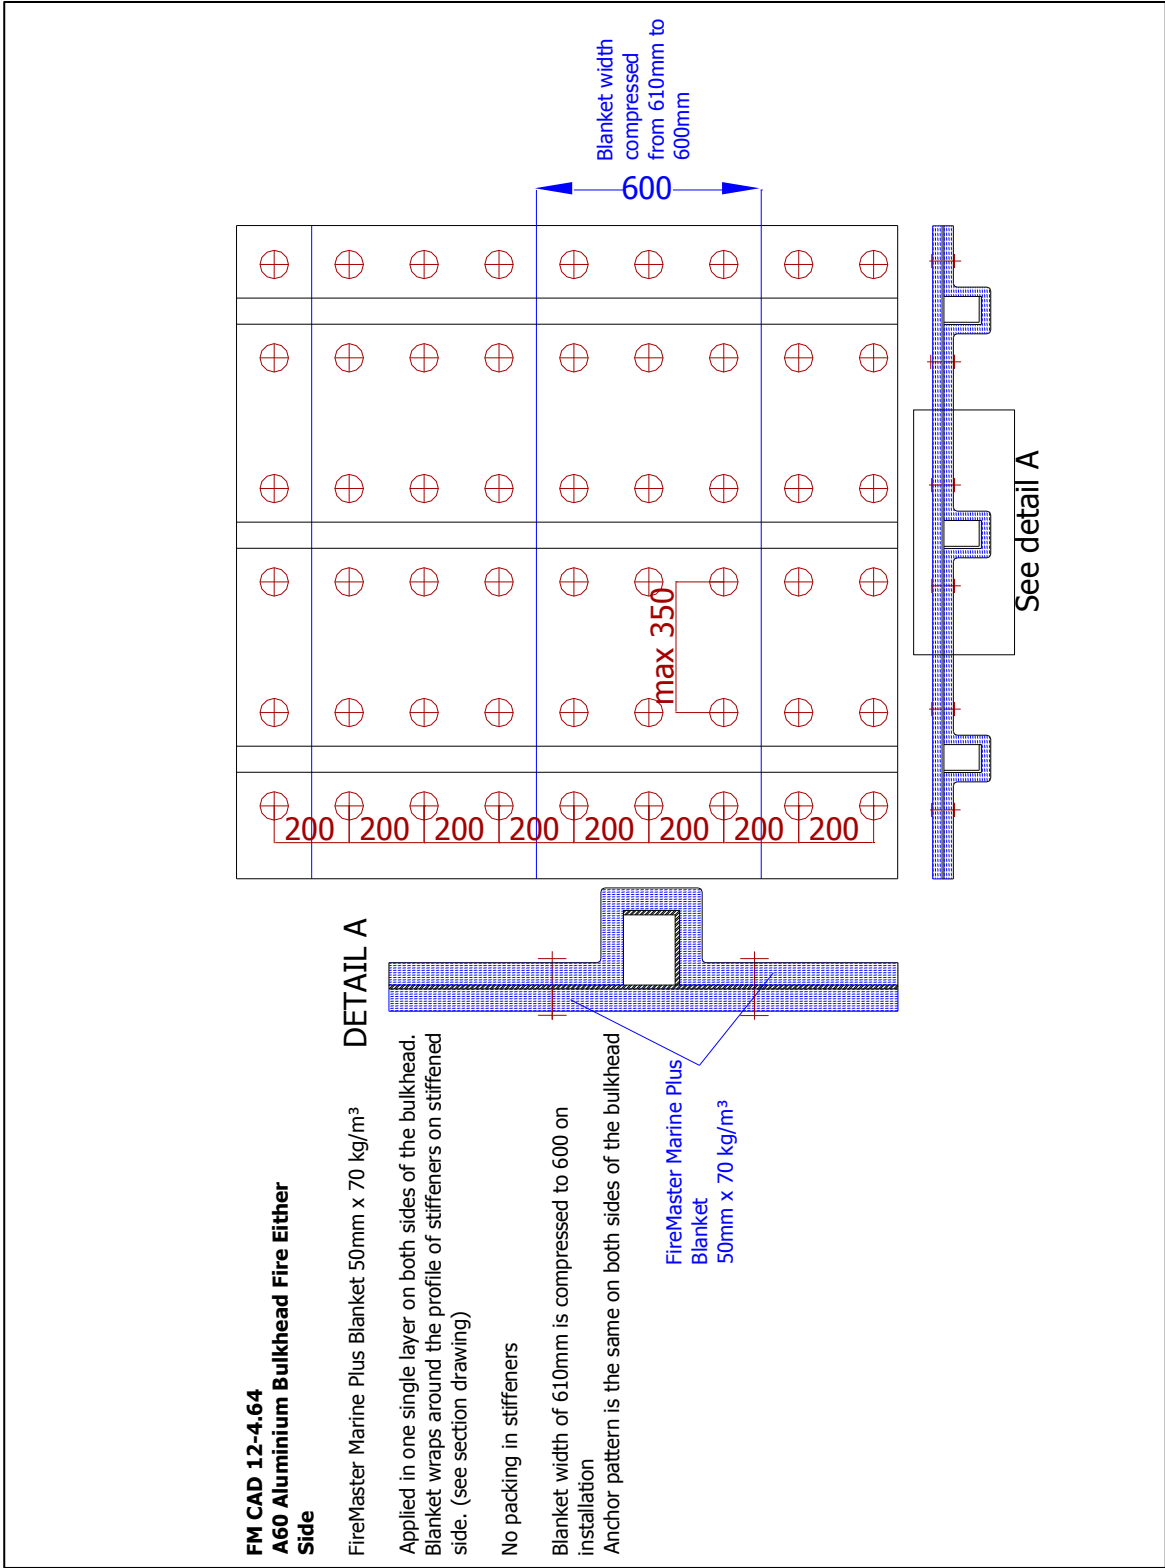 FM CAD 12-4.64
A60 Aluminium Bulkhead Fire Either
Side
FireMaster Marine Plus Blanket 50mm x 70 kg/m³
Applied in one single layer on both sides of the bulkhead.
Blanket wraps around the profile of stiffeners on stiffened
side. (see section drawing)
No packing in stiffeners
Blanket width of 610mm is compressed to 600 on
installation
Anchor pattern is the same on both sides of the bulkhead
DETAIL A
FireMaster Marine Plus
Blanket
50mm x 70 kg/m³
200
200
200
200
200
200
200
200
max 350
600
Blanket width
compressed
from 610mm to
600mm
See detail A